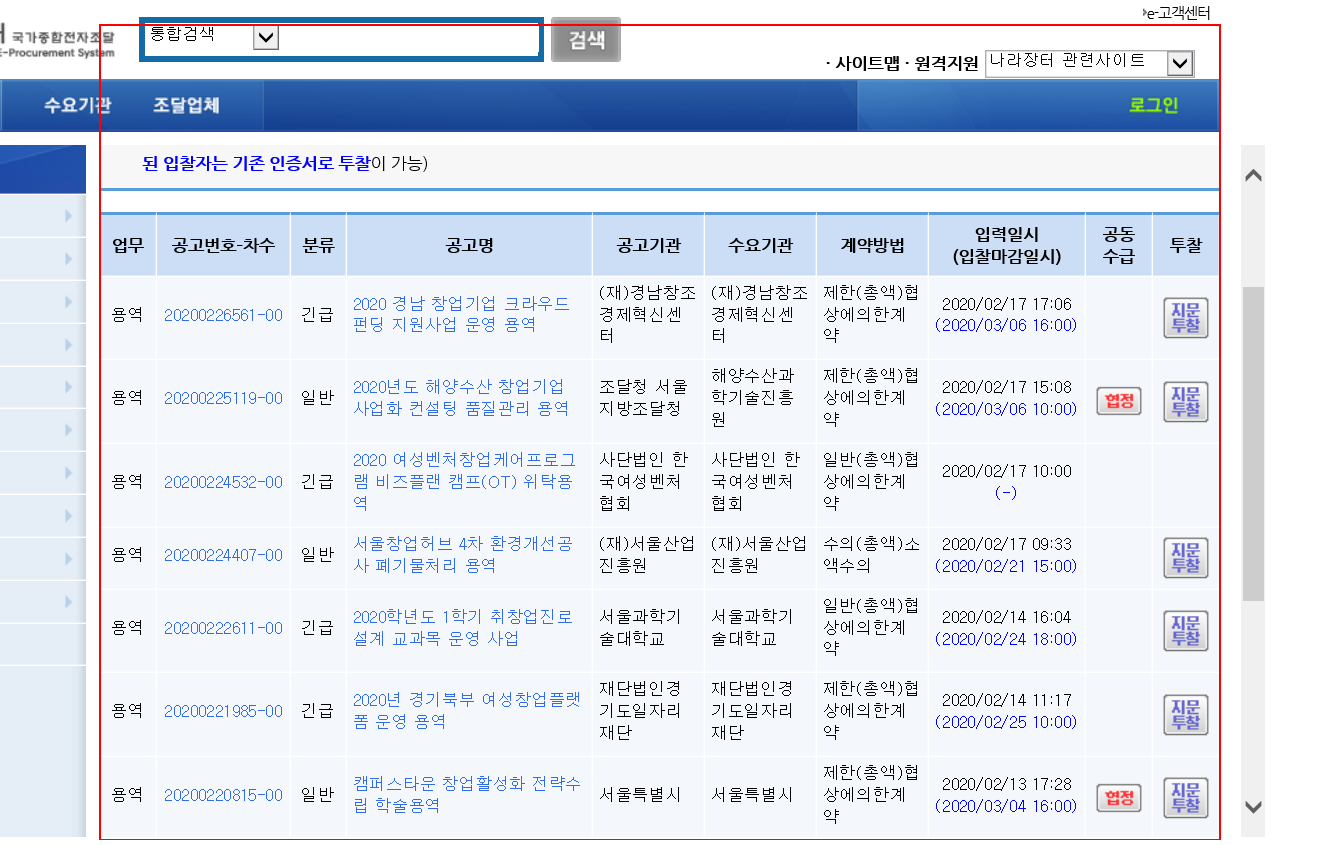 e-고객센터
국가종합전자조달
E-Procurement System
통합검색
검색
· 사이트맵 · 원격지원
나라장터 관련사이트
수요기관
조달업체
로그인
된 입찰자는 기존 인증서로 투찰이 가능)
업무
공고번호-차수
분류
공고명
공고기관
수요기관
계약방법
입력일시
(입찰마감일시)
공동
수급
투찰
용역
20200226561-00
긴급
2020 경남 창업기업 크라우드
펀딩 지원사업 운영 용역
(재)경남창조
경제혁신센
터
(재)경남창조
경제혁신센
터
제한(총액)협
상에의한계
약
2020/02/17 17:06
(2020/03/06 16:00)
지문
투찰
용역
20200225119-00
일반
2020년도 해양수산 창업기업
사업화 컨설팅 품질관리 용역
조달청 서울
지방조달청
해양수산과
학기술진흥
원
제한(총액)협
상에의한계
약
2020/02/17 15:08
(2020/03/06 10:00)
협정
지문
투찰
용역
20200224532-00
긴급
2020 여성벤처창업케어프로그
램 비즈플랜 캠프(OT) 위탁용
역
사단법인 한
국여성벤처
협회
사단법인 한
국여성벤처
협회
일반(총액)협
상에의한계
약
2020/02/17 10:00
(-)
용역
20200224407-00
일반
서울창업허브 4차 환경개선공
사 폐기물처리 용역
(재)서울산업
진흥원
(재)서울산업
진흥원
수의(총액)소
액수의
2020/02/17 09:33
(2020/02/21 15:00)
지문
투찰
용역
20200222611-00
긴급
2020학년도 1학기 취창업진로
설계 교과목 운영 사업
서울과학기
술대학교
서울과학기
술대학교
일반(총액)협
상에의한계
약
2020/02/14 16:04
(2020/02/24 18:00)
지문
투찰
용역
20200221985-00
긴급
2020년 경기북부 여성창업플랫
폼 운영 용역
재단법인경
기도일자리
재단
재단법인경
기도일자리
재단
제한(총액)협
상에의한계
약
2020/02/14 11:17
(2020/02/25 10:00)
지문
투찰
용역
20200220815-00
일반
캠퍼스타운 창업활성화 전략수
립 학술용역
서울특별시
서울특별시
제한(총액)협
상에의한계
약
2020/02/13 17:28
(2020/03/04 16:00)
협정
지문
투찰